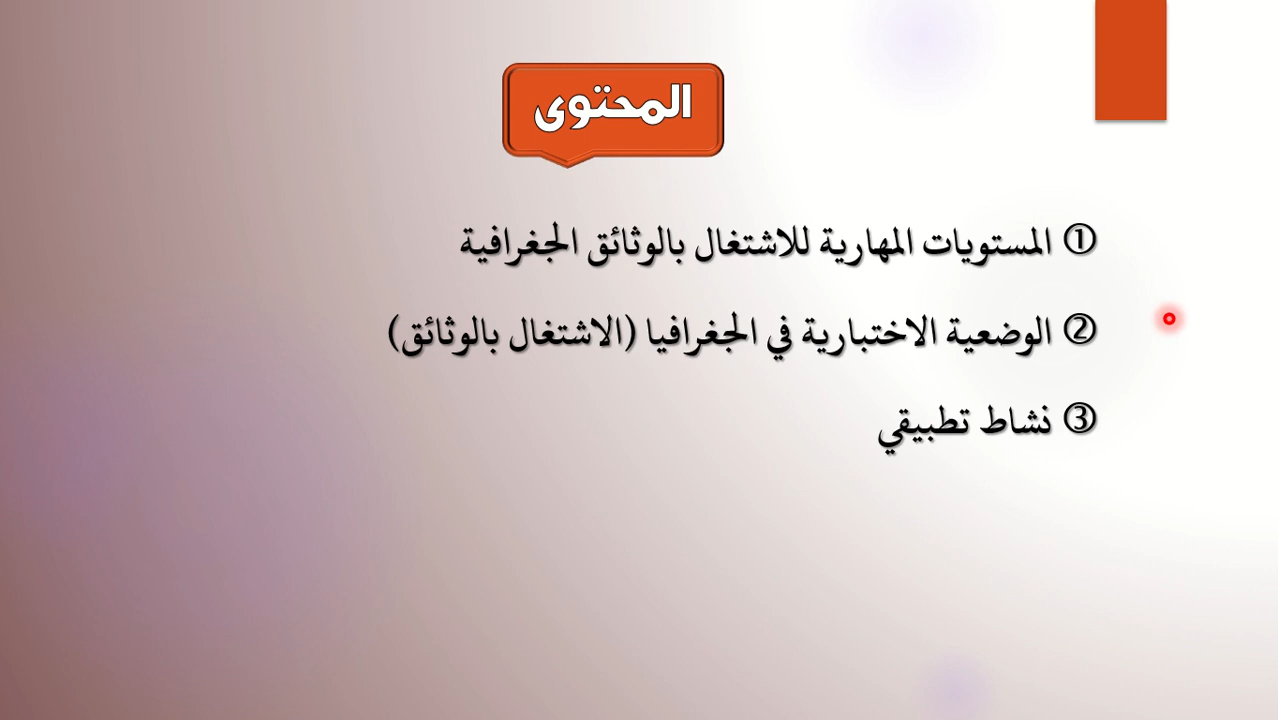 المحتوى
① المستويات المهارية للاشتغال بالوثائق الجغرافية
② الوضعية الاختبارية في الجغرافيا (الاشتغال بالوثائق)
③ نشاط تطبيقي